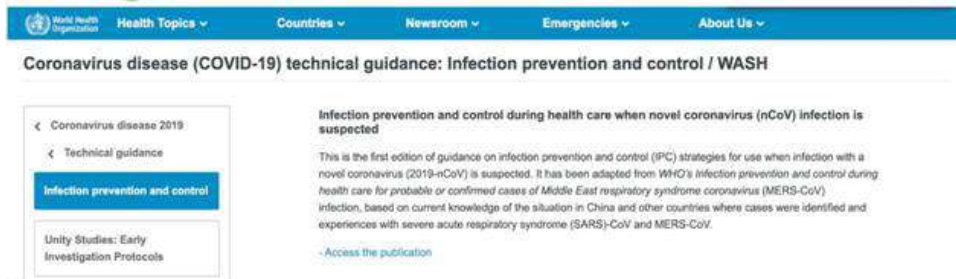 World Health Organization
Health Topics
Countries
Newsroom
Emergencies
About Us
Coronavirus disease (COVID-19) technical guidance: Infection prevention and control / WASH
Coronavirus disease 2019
Technical guidance
Infection prevention and control
Unity Studies: Early
Investigation Protocols
Infection prevention and control during health care when novel coronavirus (nCoV) infection is
suspected
This is the first edition of guidance on infection prevention and control (IPC) strategies for use when infection with a
novel coronavirus (2019-nCoV) is suspected. It has been adapted from WHO's Infection prevention and control during
health care for probable or confirmed cases of Middle East respiratory syndrome coronavirus (MERS-CoV)
infection, based on current knowledge of the situation in China and other countries where cases were identified and
experiences with severe acute respiratory syndrome (SARS)-CoV and MERS-CoV.
- Access the publication